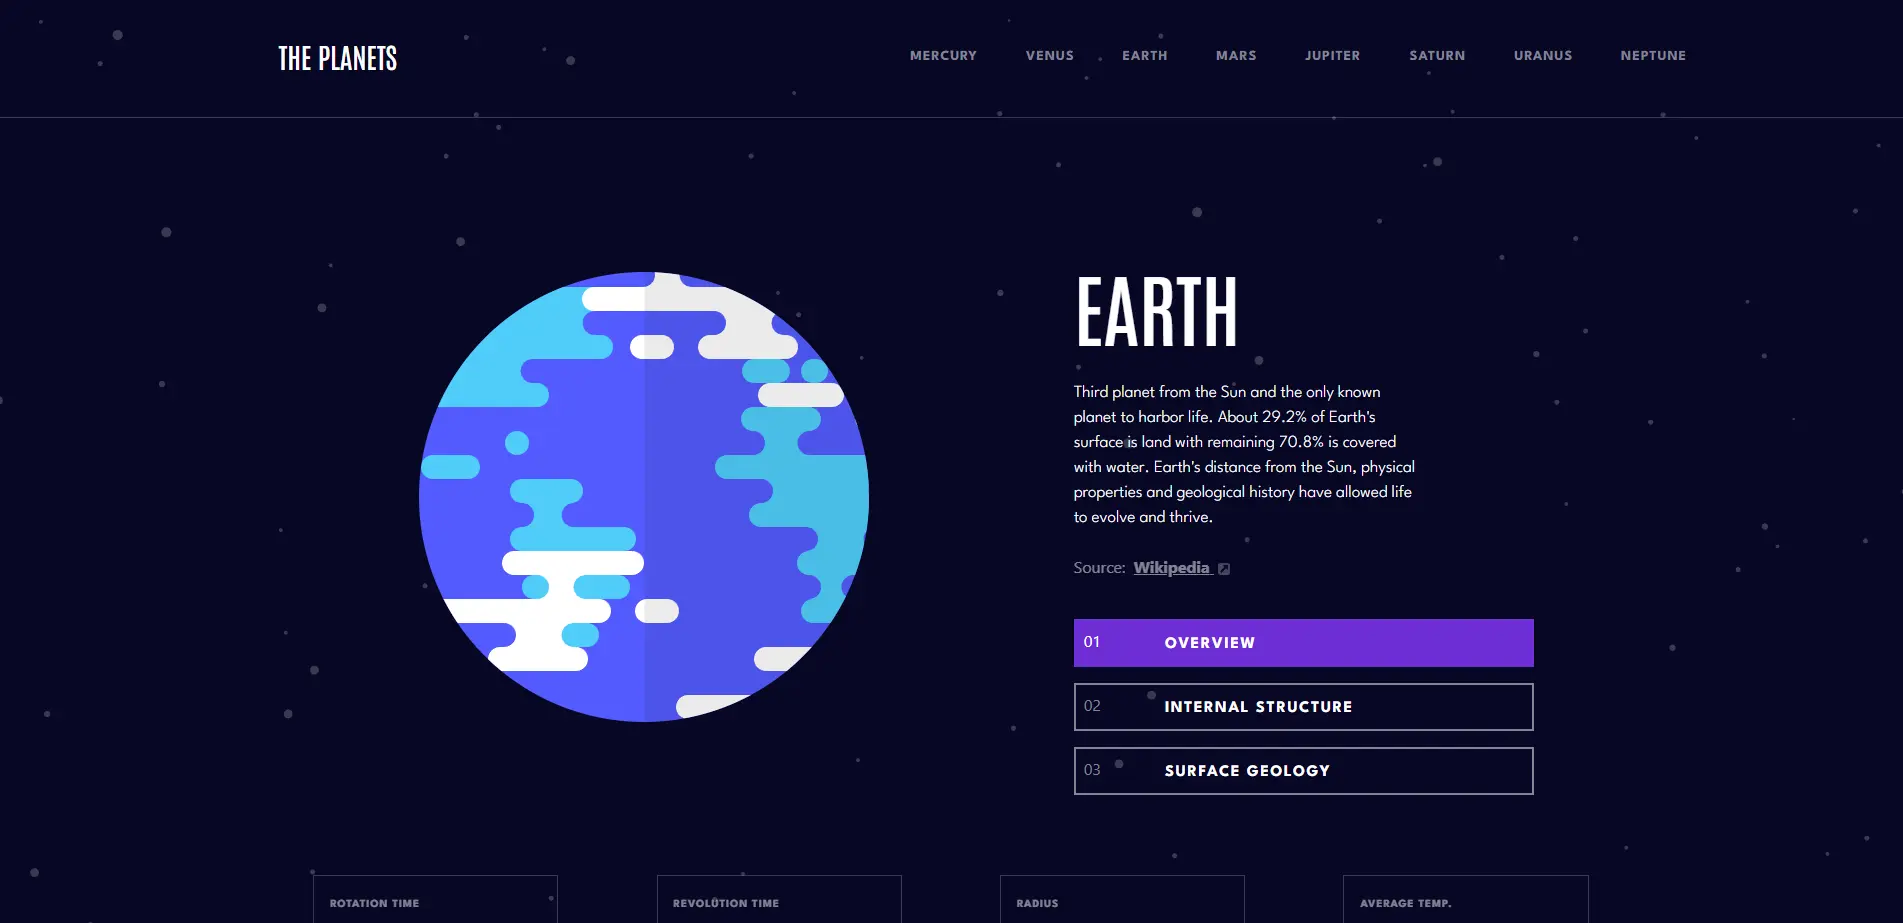 THE PLANETS
MERCURY VENUS EARTH MARS JUPITER SATURN URANUS NEPTUNE
EARTH
Third planet from the Sun and the only known
planet to harbor life. About 29.2% of Earth's
surface is land with remaining 70.8% is covered
with water. Earth's distance from the Sun, physical
properties and geological history have allowed life
to evolve and thrive.
Source: Wikipedia
01 OVERVIEW
02 INTERNAL STRUCTURE
03 SURFACE GEOLOGY
ROTATION TIME REVOLUTION TIME RADIUS AVERAGE TEMP.